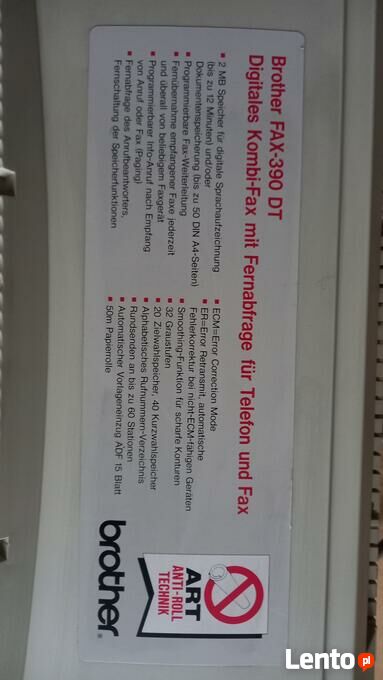 Brother FAX-390 DT
Digitales Kombi-Fax mit Fernabfrage für Telefon und Fax
▪ 2 MB Speicher für digitale Sprachaufzeichnung
(bis zu 12 Minuten) und/oder
Dokumentenspeicherung (bis zu 50 DIN A4-Seiten)
▪ Programmierbare Fax-Weiterleitung
▪ Fernübernahme empfangener Faxe jederzeit
und überall von beliebigem Faxgerät
▪ Programmierbarer Info-Anruf nach Empfang
von Anruf oder Fax (Paging)
▪ Fernabfrage des Anrufbeantworters,
Fernschaltung der Speicherfunktionen
▪ ECM=Error Correction Mode
▪ ER=Error Retransmit, automatische
Fehlerkorrektur bei nicht-ECM-fähigen Geräten
▪ Smoothing-Funktion für scharfe Konturen
▪ 32 Graustufen
▪ 20 Zielwahlspeicher, 40 Kurzwahlspeicher
▪ Alphabetisches Rufnummern-Verzeichnis
▪ Rundsenden an bis zu 60 Stationen
▪ Automatischer Vorlageneinzug ADF 15 Blatt
▪ 50m Papierrolle
ART
ANTI-ROLL
TECHNIK
brother®
Lento pl